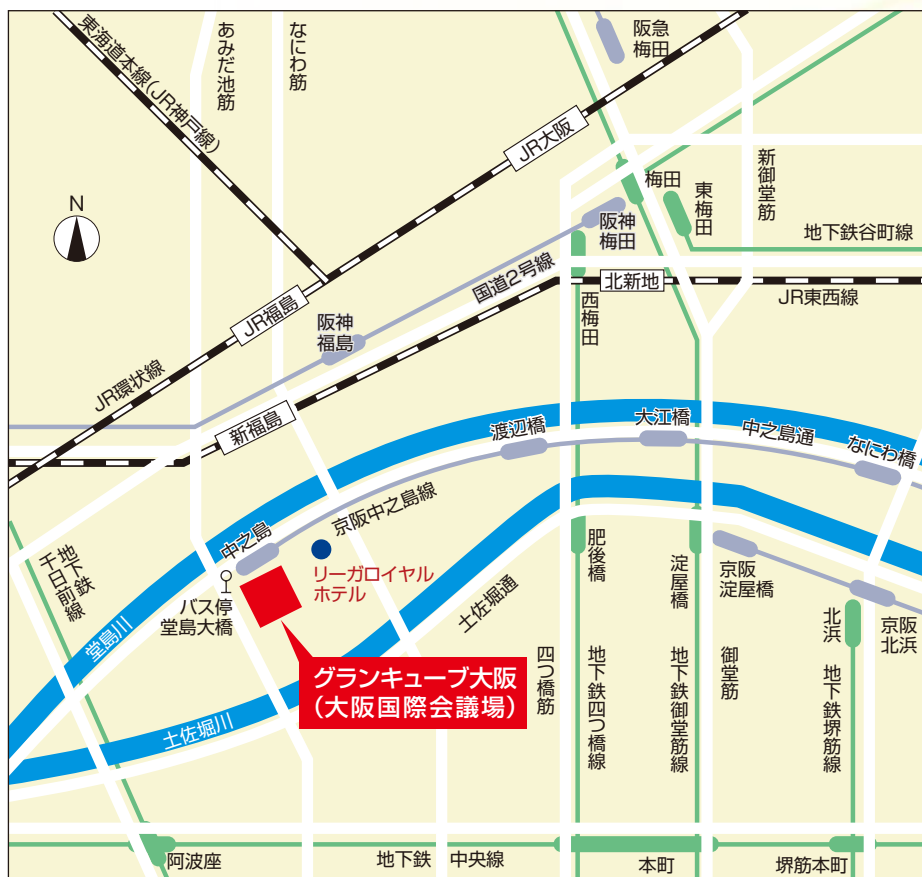 東海道本線(JR神戸線)
あみだ池筋
なにわ筋
阪急
梅田
JR大阪
新御堂筋
梅田
東梅田
阪神
梅田
地下鉄谷町線
N
国道2号線
北新地
JR東西線
JR福島
阪神
福島
西梅田
JR環状線
新福島
渡辺橋
大江橋
中之島通
なにわ橋
中之島
京阪中之島線
リーガロイヤル
ホテル
地下鉄
千日前線
バス停
堂島大橋
土佐堀通
肥後橋
淀屋橋
京阪
淀屋橋
北浜
京阪
北浜
堂島川
グランキューブ大阪
(大阪国際会議場)
土佐堀川
四つ橋筋
地下鉄四つ橋線
地下鉄御堂筋線
御堂筋
地下鉄堺筋線
阿波座
地下鉄
中央線
本町
堺筋本町